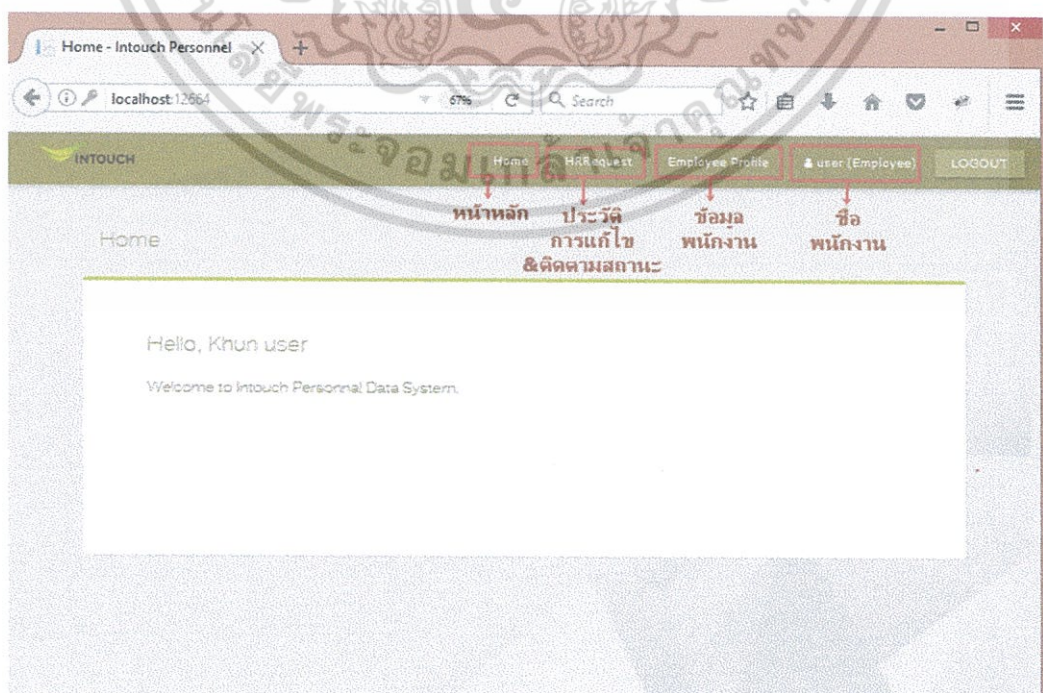 Home - Intouch Personnel
localhost:12664
67%
Search
INTOUCH
Home
HRRequest
Employee Profile
user (Employee)
LOGOUT
หน้าหลัก
ประวัติ
การแก้ไข
&ติดตามสถานะ
ข้อมูล
พนักงาน
ชื่อ
พนักงาน
Home
Hello, Khun user
Welcome to Intouch Personnal Data System.